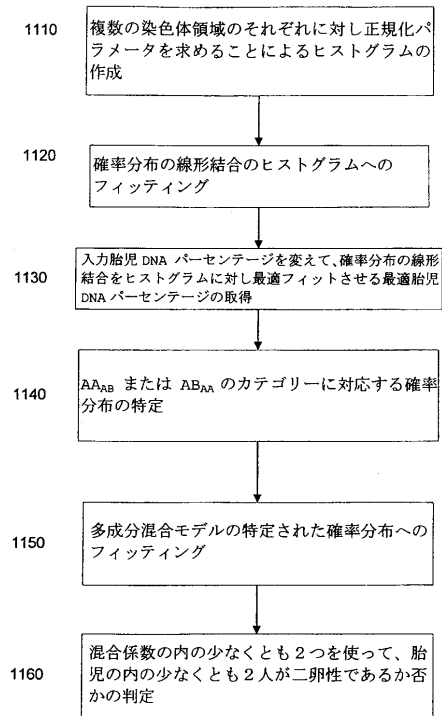 1110
複数の染色体領域のそれぞれに対し正規化パ
ラメータを求めることによるヒストグラムの
作成
1120
確率分布の線形結合のヒストグラムへの
フィッティング
1130
入力胎児 DNA パーセンテージを変えて、確率分布の線形
結合をヒストグラムに対し最適フィットさせる最適胎児
DNA パーセンテージの取得
1140
AAAB または ABAA のカテゴリーに対応する確率
分布の特定
1150
多成分混合モデルの特定された確率分布への
フィッティング
1160
混合係数の内の少なくとも2つを使って、胎
児の内の少なくとも2人が二卵性であるか否
かの判定